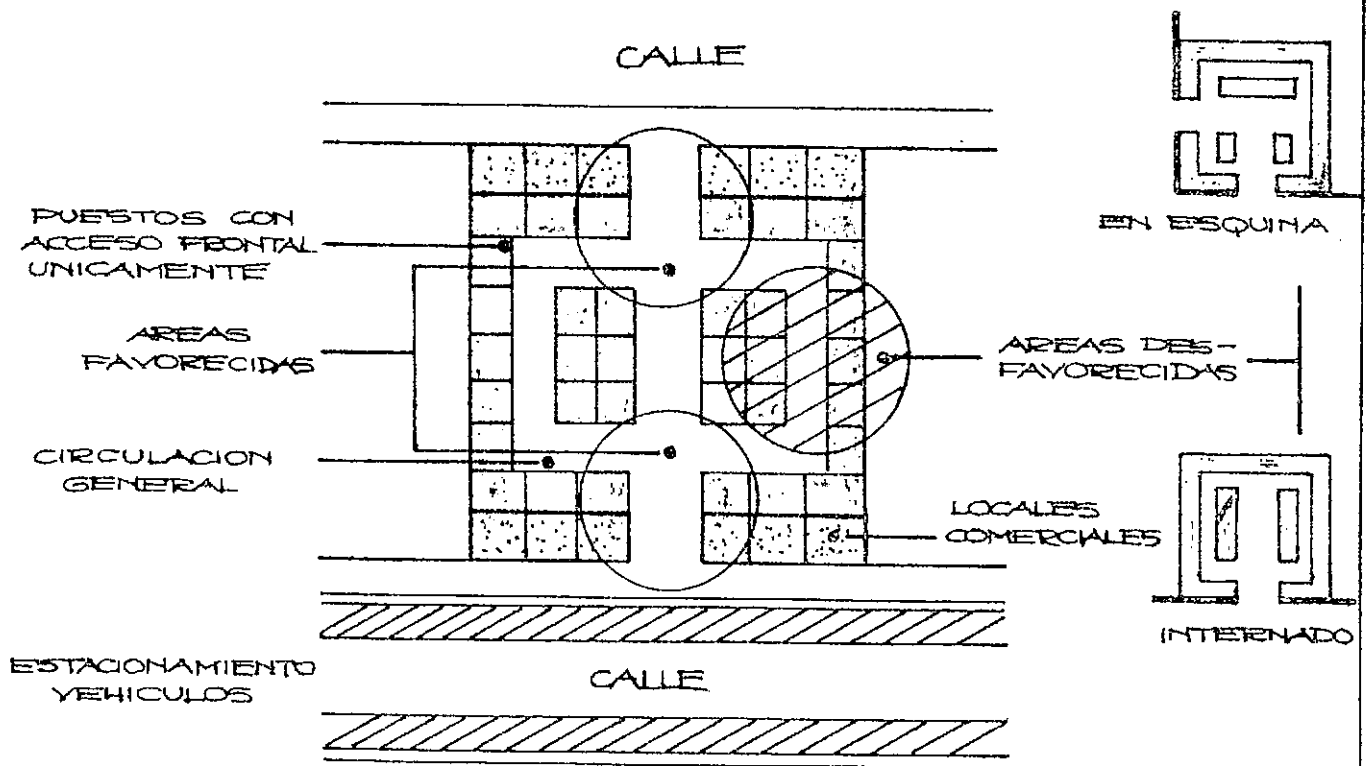 CALLE
EN ESQUINA
PUESTOS CON
ACCESO FRONTAL
UNICAMENTE
AREAS
FAVORECIDAS
AREAS DES-
FAVORECIDAS
CIRCULACION
GENERAL
LOCALES
COMERCIALES
INTERNADO
ESTACIONAMIENTO
VEHICULOS
CALLE